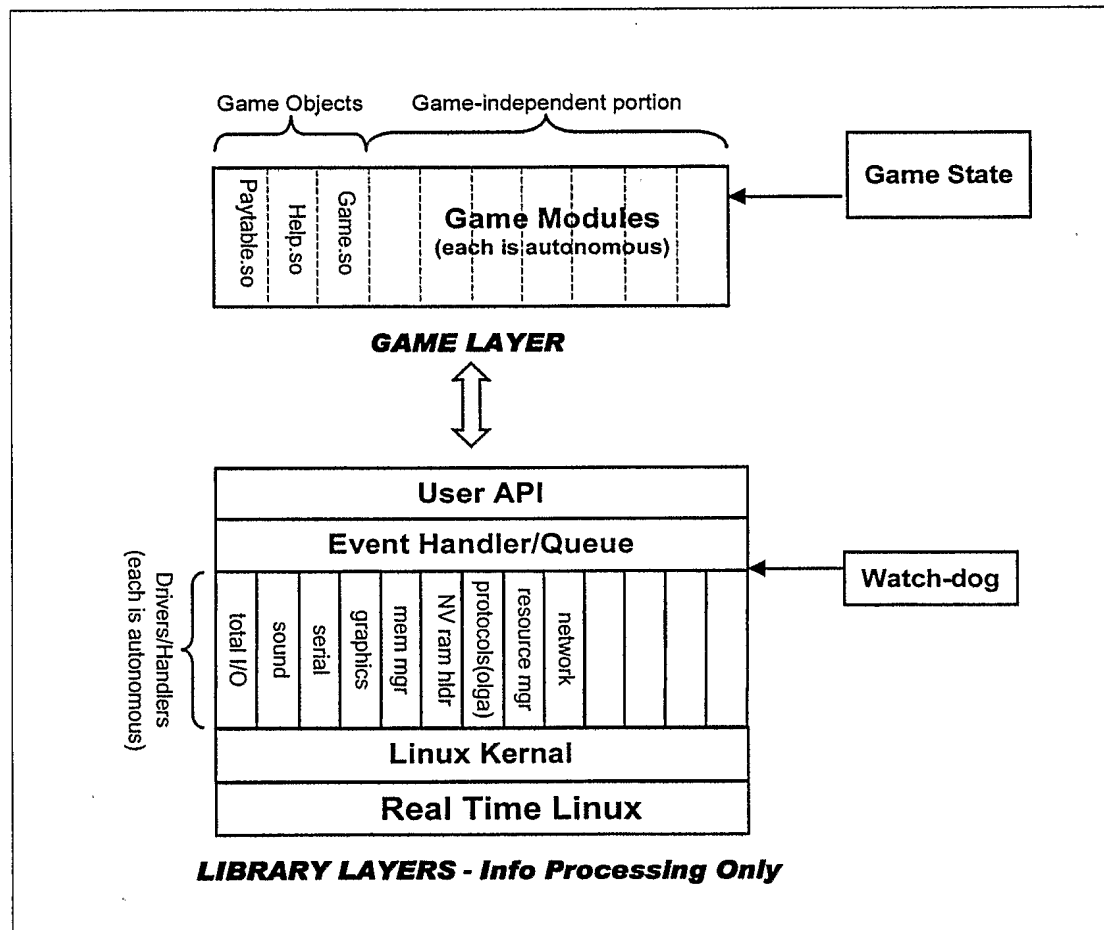 Game Objects
Game-independent portion
Paytable.so
Help.so
Game.so
Game Modules
(each is autonomous)
Game State
GAME LAYER
User API
Event Handler/Queue
Watch-dog
Drivers/Handlers
(each is autonomous)
total I/O
sound
serial
graphics
mem mgr
NV ram hldr
protocols(olga)
resource mgr
network
Linux Kernal
Real Time Linux
LIBRARY LAYERS - Info Processing Only